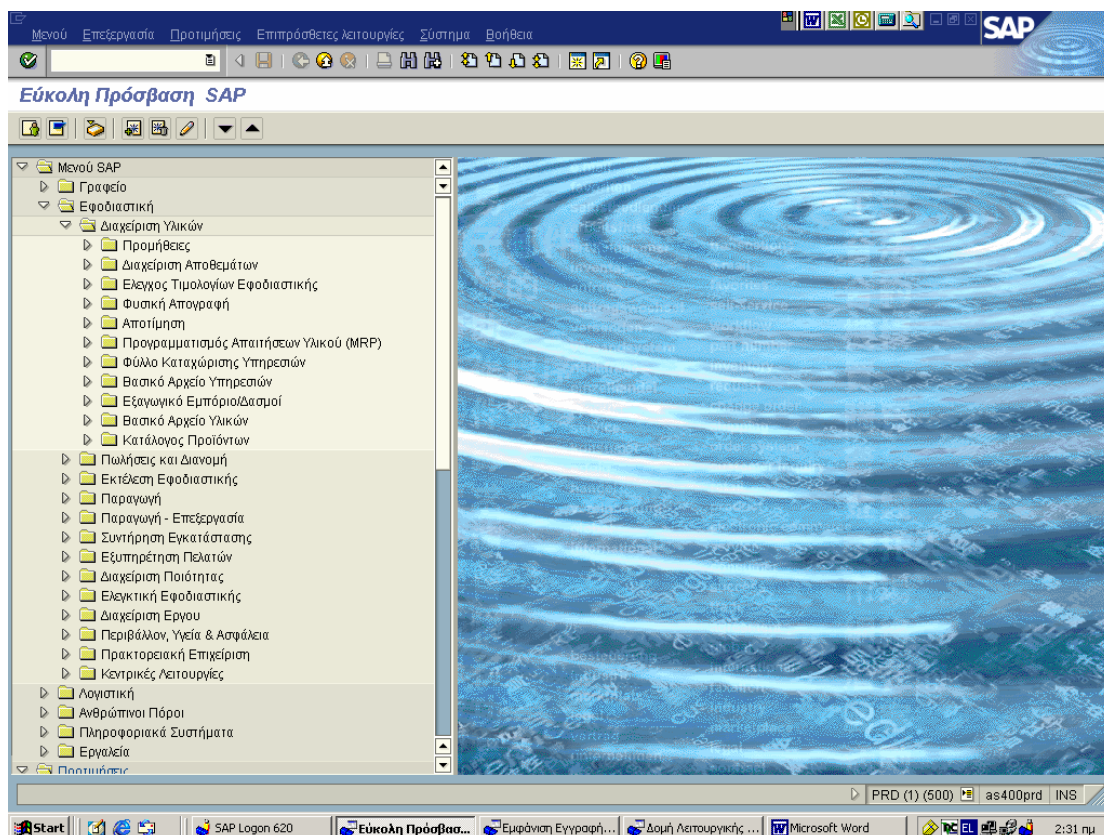 Μενού Επεξεργασία Προτιμήσεις Επιπρόσθετες λειτουργίες Σύστημα Βοήθεια
SAP
Εύκολη Πρόσβαση SAP
Μενού SAP
Γραφείο
Εφοδιαστική
Διαχείριση Υλικών
Προμήθειες
Διαχείριση Αποθεμάτων
Ελεγχος Τιμολογίων Εφοδιαστικής
Φυσική Απογραφή
Αποτίμηση
Προγραμματισμός Απαιτήσεων Υλικού (MRP)
Φύλλο Καταχώρισης Υπηρεσιών
Βασικό Αρχείο Υπηρεσιών
Εξαγωγικό Εμπόριο/Δασμοί
Βασικό Αρχείο Υλικών
Κατάλογος Προϊόντων
Πωλήσεις και Διανομή
Εκτέλεση Εφοδιαστικής
Παραγωγή
Παραγωγή - Επεξεργασία
Συντήρηση Εγκατάστασης
Εξυπηρέτηση Πελατών
Διαχείριση Ποιότητας
Ελεγκτική Εφοδιαστικής
Διαχείριση Εργου
Περιβάλλον, Υγεία & Ασφάλεια
Πρακτορειακή Επιχείριση
Κεντρικές Λειτουργίες
Λογιστική
Ανθρώπινοι Πόροι
Πληροφοριακά Συστήματα
Εργαλεία
Προτιμήσεις
PRD (1) (500) as400prd INS
Start SAP Logon 620 Εύκολη Πρόσβασ... Εμφάνιση Εγγραφή... Δομή Λειτουργικής ... Microsoft Word EL 2:31 πμ